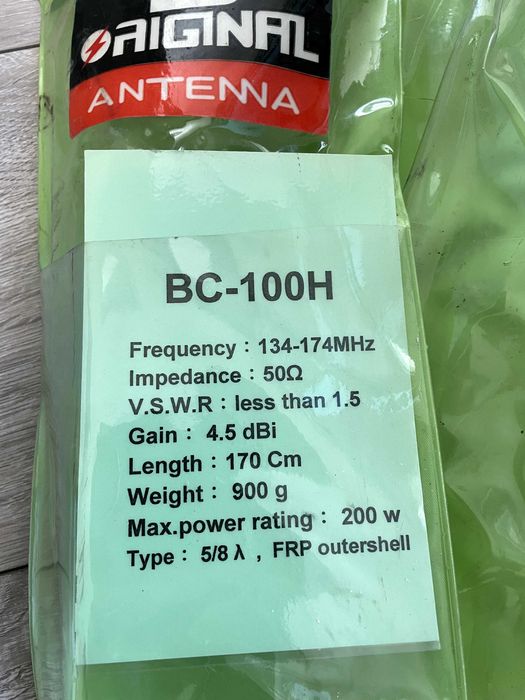 ORIGINAL
ANTENNA
BC-100H
Frequency : 134-174MHz
Impedance : 50Ω
V.S.W.R : less than 1.5
Gain : 4.5 dBi
Length : 170 Cm
Weight : 900 g
Max.power rating : 200 w
Type : 5/8 λ , FRP outershell